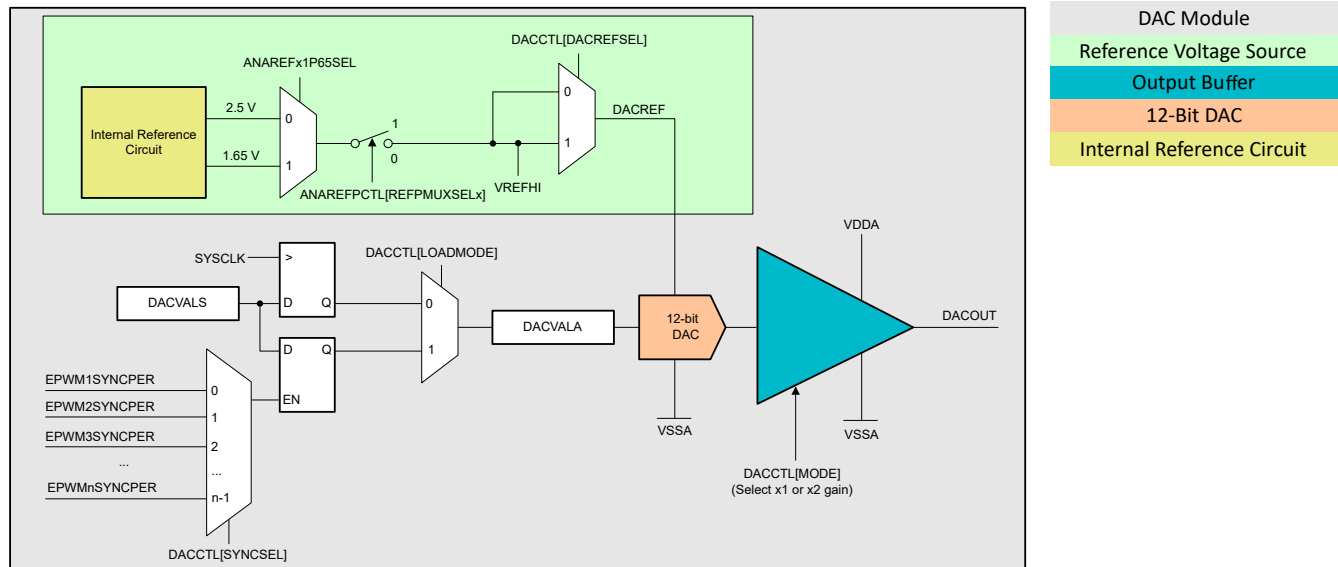 DACCTL[DACREFSEL]
ANAREFx1P65SEL
Internal Reference
Circuit
2.5 V
0
1.65 V
1
1
0
ANAREFPCTL[REFPMUXSELx]
VREFHI
0
1
DACREF
SYSCLK
>
D
Q
DACVALS
D
Q
EN
DACCTL[LOADMODE]
0
1
DACVALA
12-bit
DAC
VSSA
VDDA
DACOUT
VSSA
DACCTL[MODE]
(Select x1 or x2 gain)
EPWM1SYNCPER
0
EPWM2SYNCPER
1
EPWM3SYNCPER
2
...
...
EPWMnSYNCPER
n-1
DACCTL[SYNCSEL]
DAC Module
Reference Voltage Source
Output Buffer
12-Bit DAC
Internal Reference Circuit